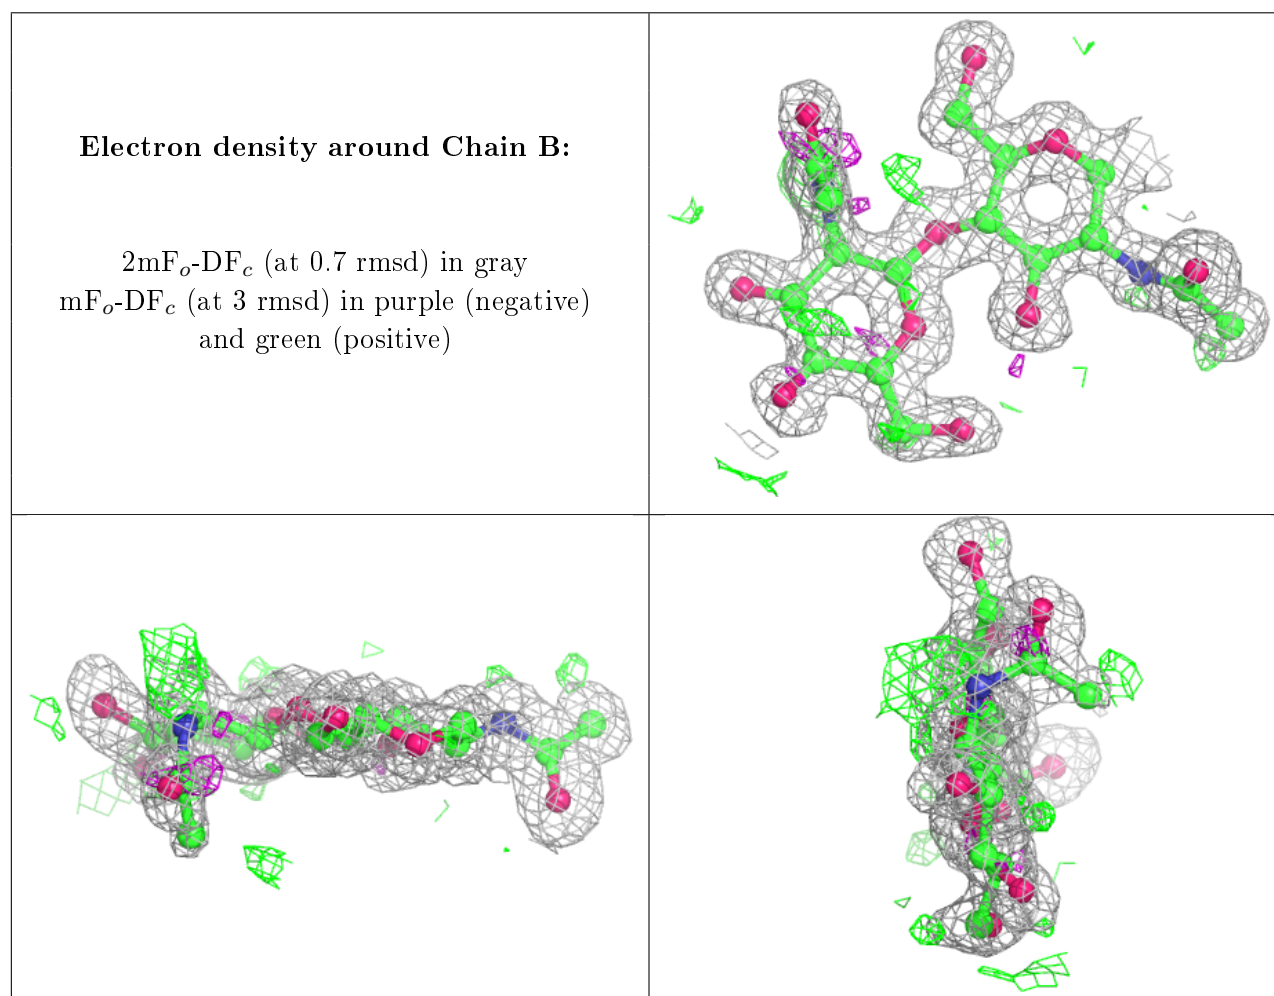 Electron density around Chain B:
2mFₒ-DF𝒸 (at 0.7 rmsd) in gray
mFₒ-DF𝒸 (at 3 rmsd) in purple (negative)
and green (positive)